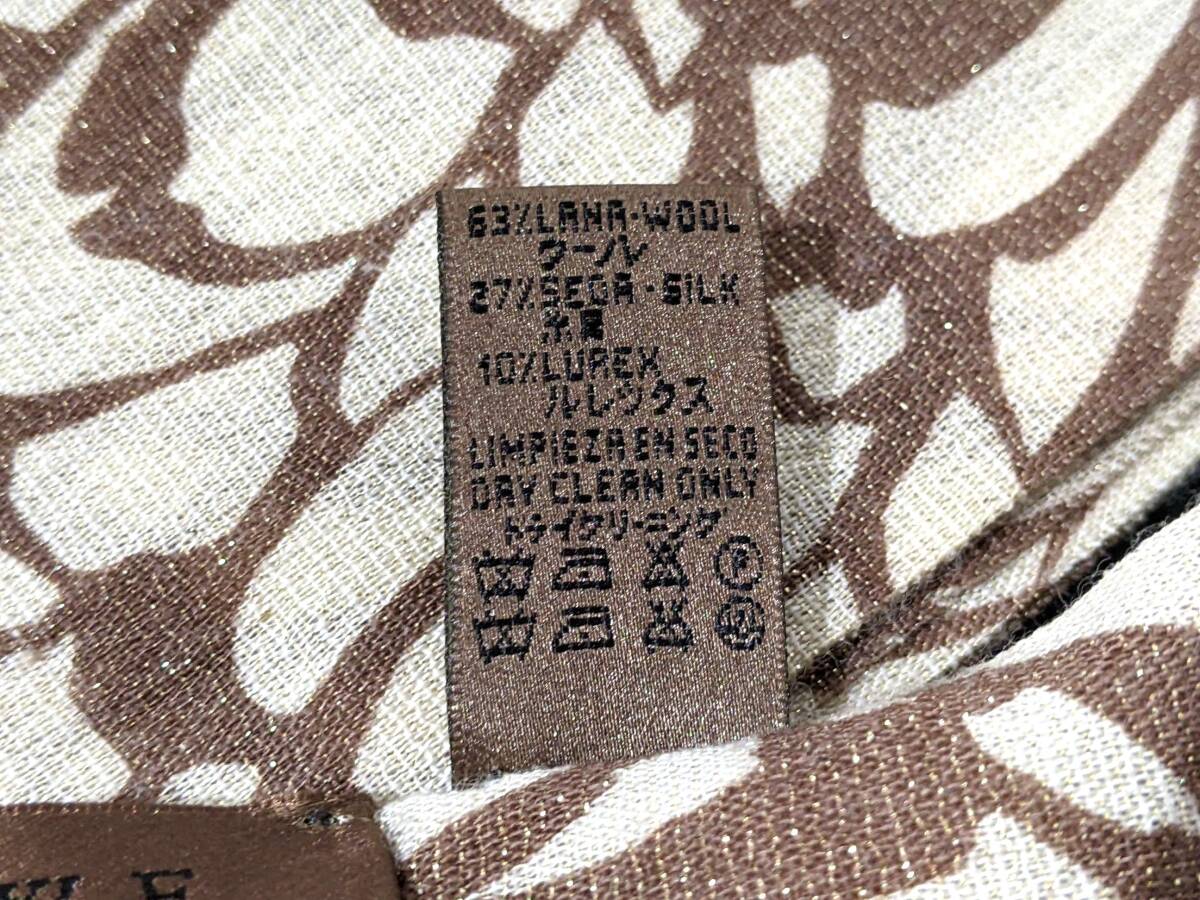 63% LANA · WOOL
ウール
27% SEDA · SILK
10% LUREX
ルレックス
LIMPIEZA EN SECO
DRY CLEAN ONLY
ドライクリーニング
P